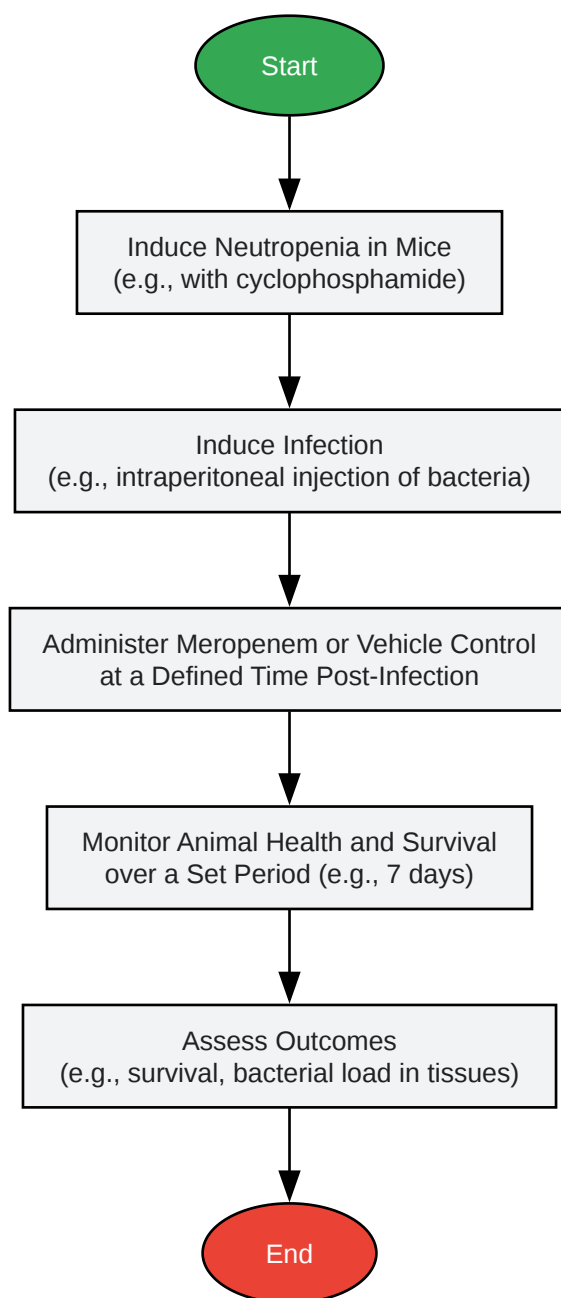 Start
Induce Neutropenia in Mice
(e.g., with cyclophosphamide)
Induce Infection
(e.g., intraperitoneal injection of bacteria)
Administer Meropenem or Vehicle Control
at a Defined Time Post-Infection
Monitor Animal Health and Survival
over a Set Period (e.g., 7 days)
Assess Outcomes
(e.g., survival, bacterial load in tissues)
End